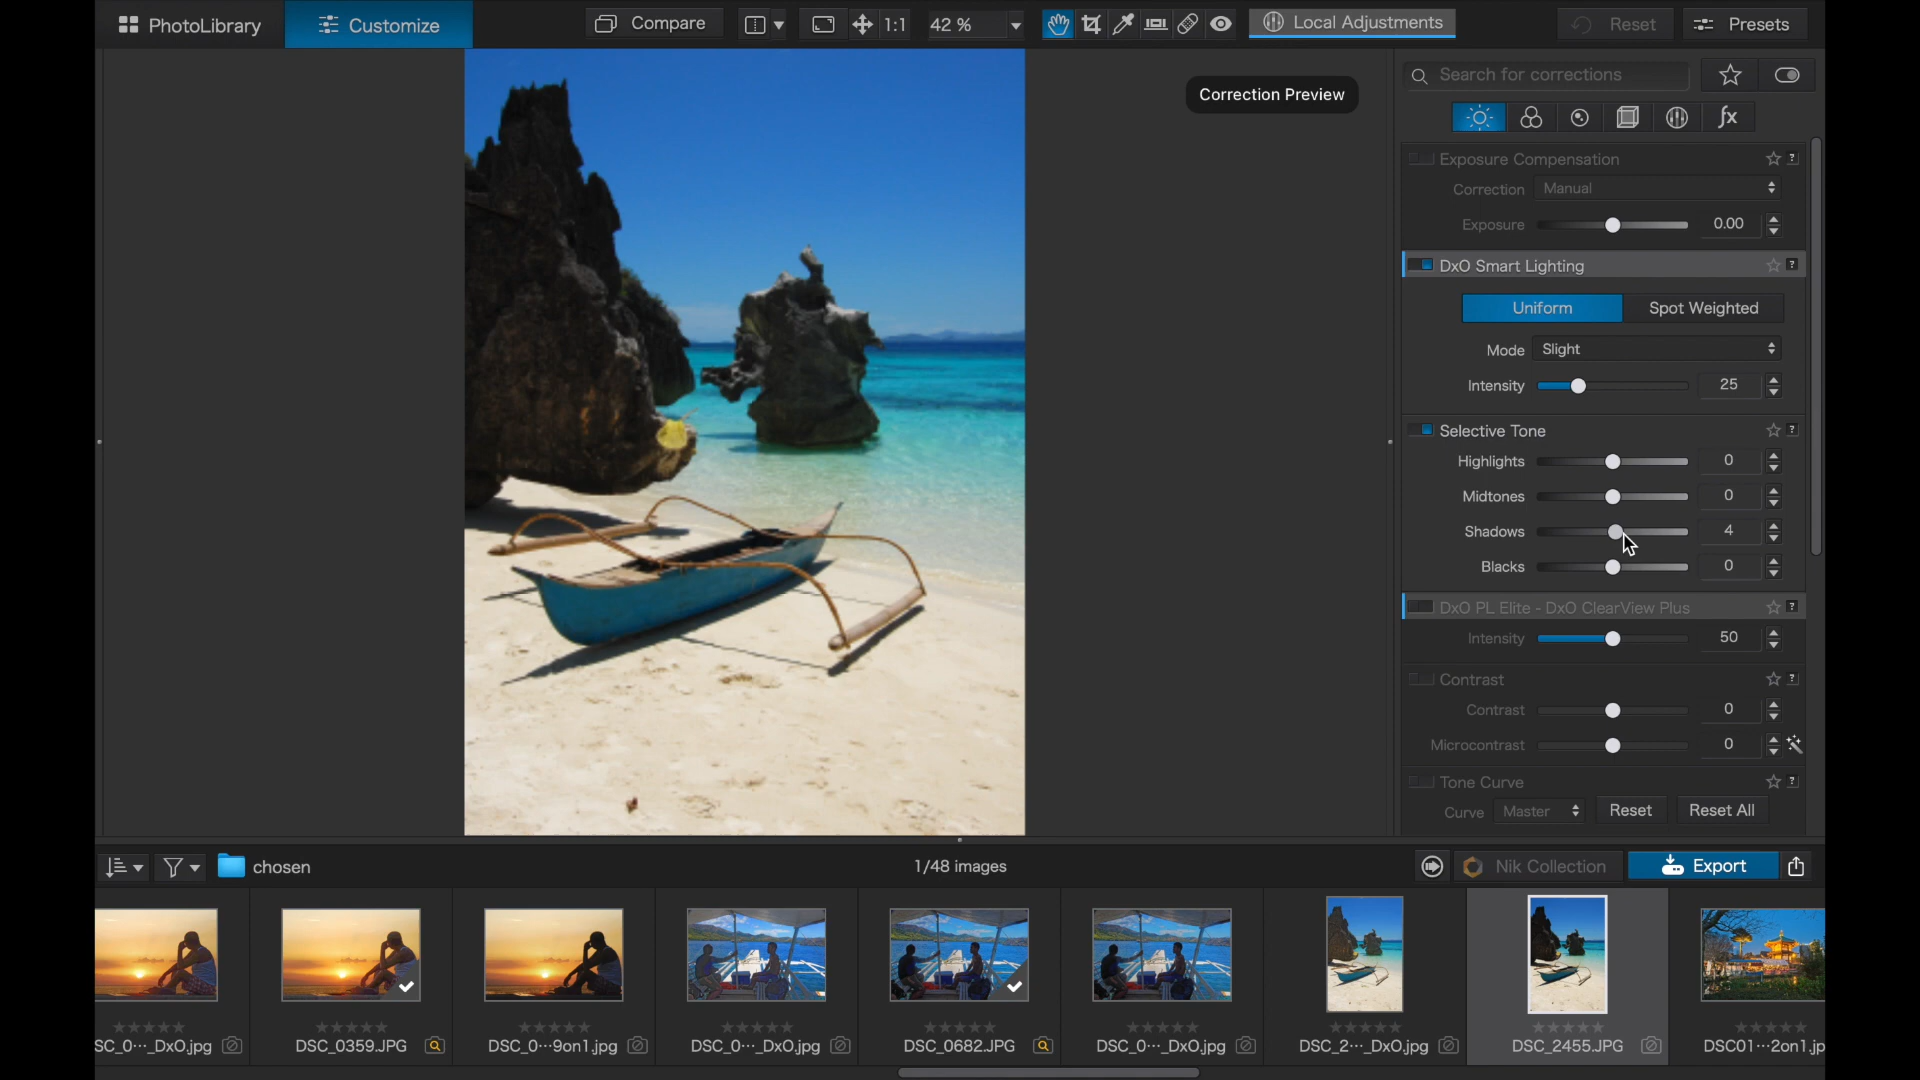 PhotoLibrary
Customize
Compare
1:1
42 %
Local Adjustments
Reset
Presets
Correction Preview
Search for corrections
fx
Exposure Compensation
Correction Manual
Exposure 0.00
DxO Smart Lighting
Uniform Spot Weighted
Mode Slight
Intensity 25
Selective Tone
Highlights 0
Midtones 0
Shadows 4
Blacks 0
DxO PL Elite - DxO ClearView Plus
Intensity 50
Contrast
Contrast 0
Microcontrast 0
Tone Curve
Curve Master Reset Reset All
chosen
1/48 images
Nik Collection
Export
SC_0···_DxO.jpg
DSC_0359.JPG
DSC_0···9on1.jpg
DSC_0···_DxO.jpg
DSC_0682.JPG
DSC_0···_DxO.jpg
DSC_2···_DxO.jpg
DSC_2455.JPG
DSC01···2on1.jp